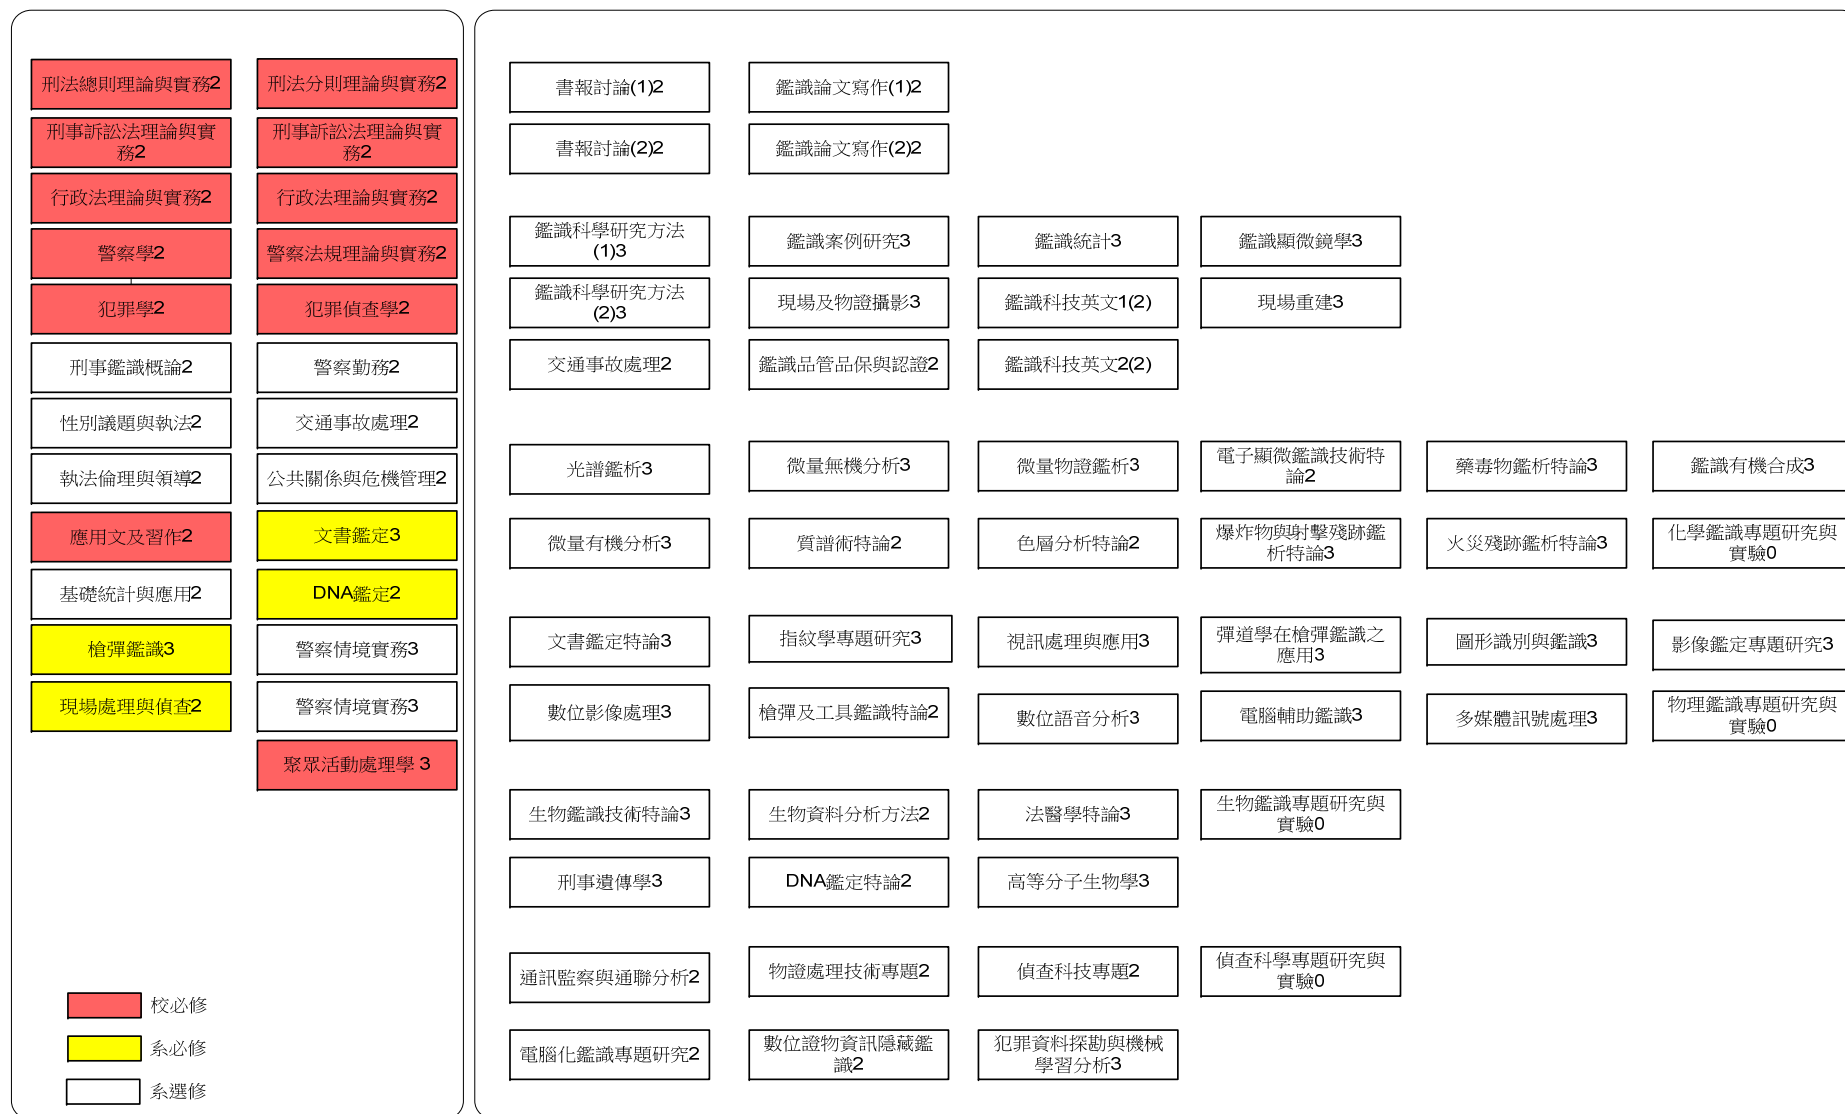 刑法總則理論與實務2
刑法分則理論與實務2
刑事訴訟法理論與實
務2
刑事訴訟法理論與實
務2
行政法理論與實務2
行政法理論與實務2
警察學2
警察法規理論與實務2
犯罪學2
犯罪偵查學2
刑事鑑識概論2
警察勤務2
性別議題與執法2
交通事故處理2
執法倫理與領導2
公共關係與危機管理2
應用文及習作2
文書鑑定3
基礎統計與應用2
DNA鑑定2
槍彈鑑識3
警察情境實務3
現場處理與偵查2
警察情境實務3
聚眾活動處理學 3
校必修
系必修
系選修
書報討論(1)2
鑑識論文寫作(1)2
書報討論(2)2
鑑識論文寫作(2)2
鑑識科學研究方法
(1)3
鑑識案例研究3
鑑識統計3
鑑識顯微鏡學3
鑑識科學研究方法
(2)3
現場及物證攝影3
鑑識科技英文1(2)
現場重建3
交通事故處理2
鑑識品管品保與認證2
鑑識科技英文2(2)
光譜鑑析3
微量無機分析3
微量物證鑑析3
電子顯微鑑識技術特
論2
藥毒物鑑析特論3
鑑識有機合成3
微量有機分析3
質譜術特論2
色層分析特論2
爆炸物與射擊殘跡鑑
析特論3
火災殘跡鑑析特論3
化學鑑識專題研究與
實驗0
文書鑑定特論3
指紋學專題研究3
視訊處理與應用3
彈道學在槍彈鑑識之
應用3
圖形識別與鑑識3
影像鑑定專題研究3
數位影像處理3
槍彈及工具鑑識特論2
數位語音分析3
電腦輔助鑑識3
多媒體訊號處理3
物理鑑識專題研究與
實驗0
生物鑑識技術特論3
生物資料分析方法2
法醫學特論3
生物鑑識專題研究與
實驗0
刑事遺傳學3
DNA鑑定特論2
高等分子生物學3
通訊監察與通聯分析2
物證處理技術專題2
偵查科技專題2
偵查科學專題研究與
實驗0
電腦化鑑識專題研究2
數位證物資訊隱藏鑑
識2
犯罪資料探勘與機械
學習分析3